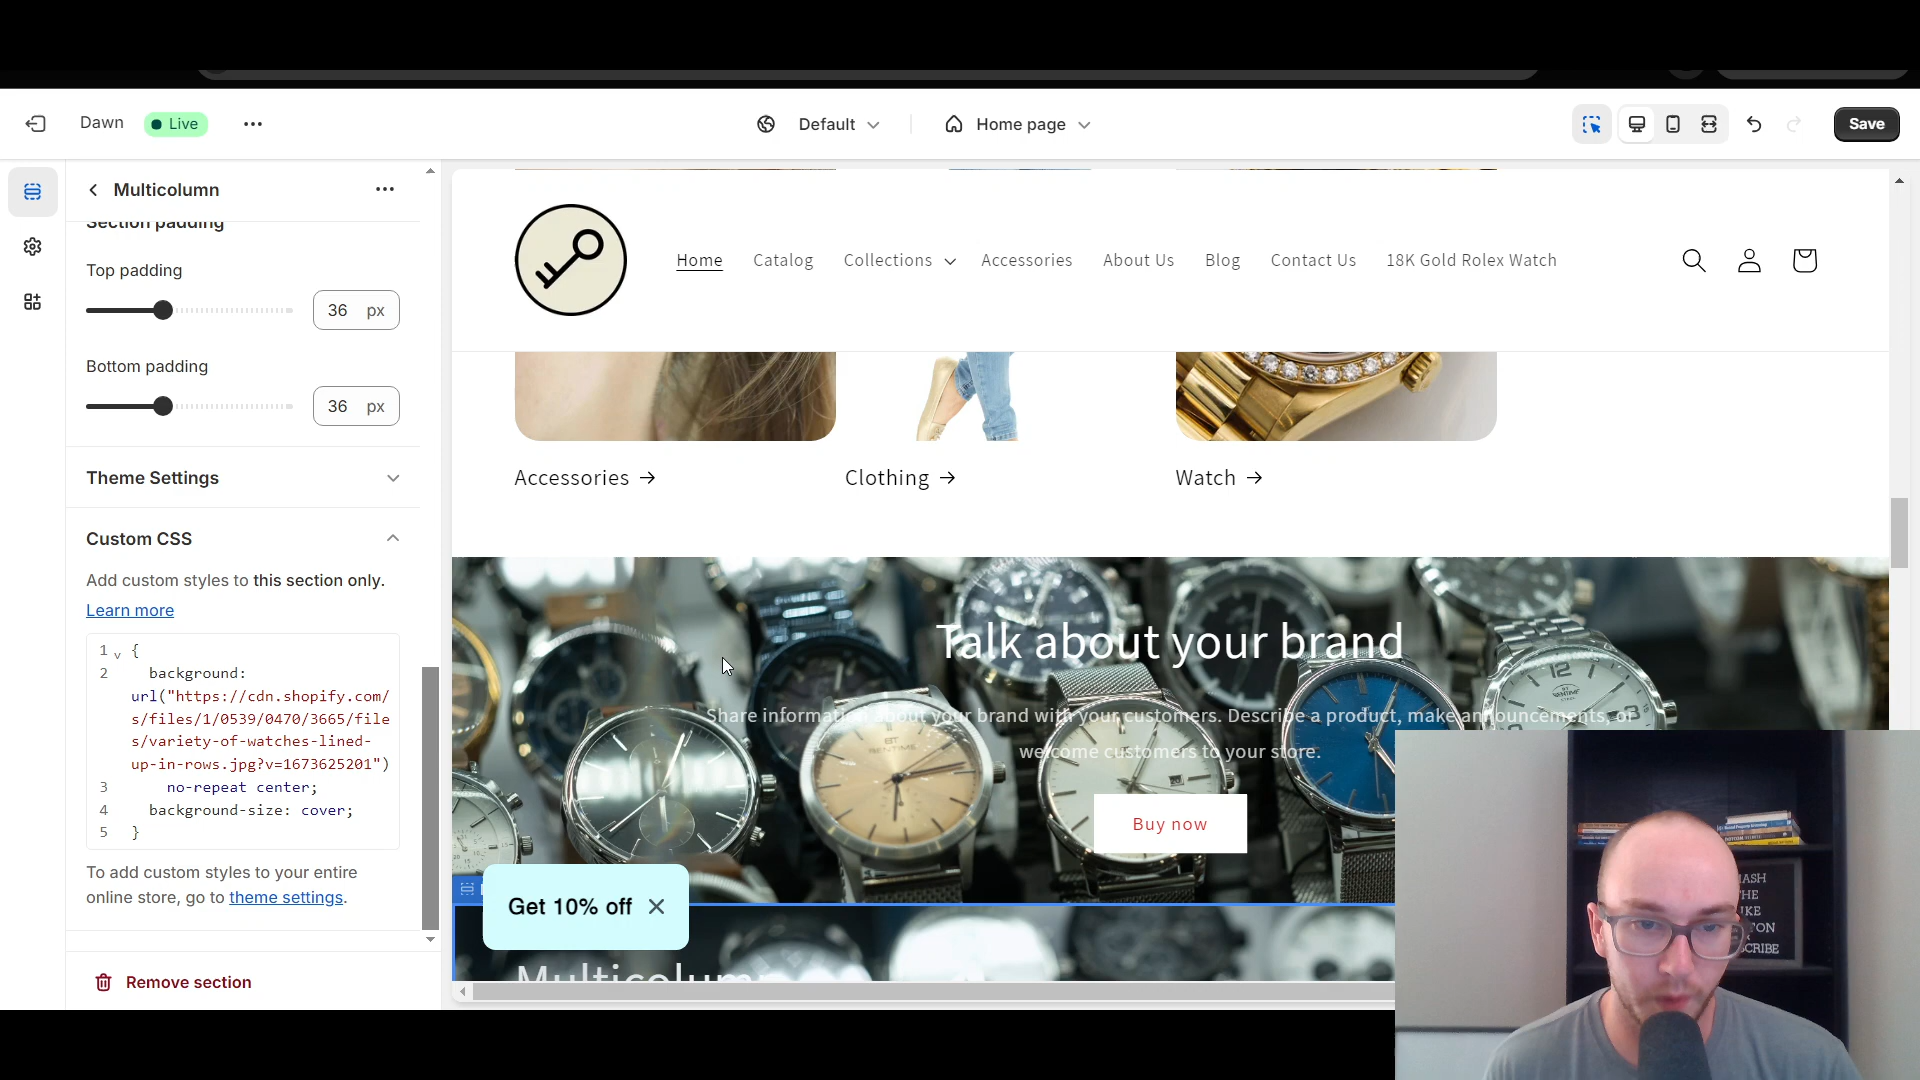 Dawn
Live
Default
Home page
Save
Multicolumn
Section padding
Top padding
36 px
Bottom padding
36 px
Theme Settings
Custom CSS
Add custom styles to this section only.
Learn more
1 {
2 background:
url("https://cdn.shopify.com/
s/files/1/0539/0470/3665/file
s/variety-of-watches-lined-
up-in-rows.jpg?v=1673625201")
3 no-repeat center;
4 background-size: cover;
5 }
To add custom styles to your entire
online store, go to theme settings.
Remove section
Home Catalog Collections Accessories About Us Blog Contact Us 18K Gold Rolex Watch
Accessories → Clothing → Watch →
Talk about your brand
Share information about your brand with your customers. Describe a product, make announcements, or
welcome customers to your store.
Buy now
Get 10% off
Multicolumn
THE